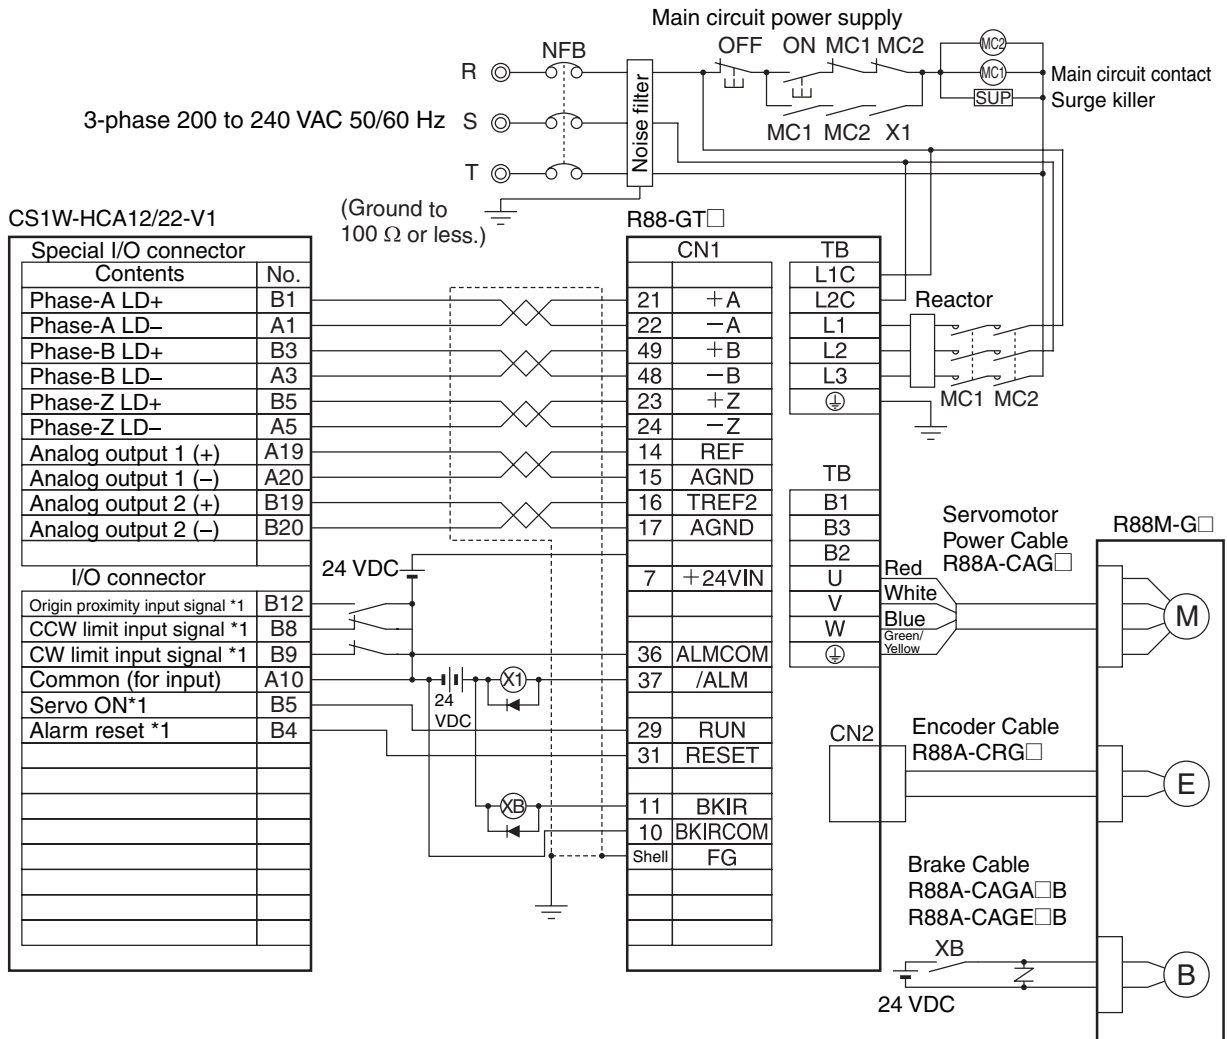 Main circuit power supply
OFF ON MC1 MC2
MC2
NFB
R
MC1
Main circuit contact
SUP
Surge killer
3-phase 200 to 240 VAC 50/60 Hz
S
Noise filter
MC1 MC2 X1
T
(Ground to
100 Ω or less.)
CS1W-HCA12/22-V1
Special I/O connector
Contents No.
Phase-A LD+ B1
Phase-A LD– A1
Phase-B LD+ B3
Phase-B LD– A3
Phase-Z LD+ B5
Phase-Z LD– A5
Analog output 1 (+) A19
Analog output 1 (–) A20
Analog output 2 (+) B19
Analog output 2 (–) B20
I/O connector
Origin proximity input signal *1 B12
CCW limit input signal *1 B8
CW limit input signal *1 B9
Common (for input) A10
Servo ON*1 B5
Alarm reset *1 B4
24 VDC
24
VDC
X1
XB
R88-GT□
CN1
21 +A
22 −A
49 +B
48 −B
23 +Z
24 −Z
14 REF
15 AGND
16 TREF2
17 AGND
7 +24VIN
36 ALMCOM
37 /ALM
29 RUN
31 RESET
11 BKIR
10 BKIRCOM
Shell FG
TB
L1C
L2C
L1
L2
L3
Reactor
MC1 MC2
TB
B1
B3
B2
U
V
W
Red
White
Blue
Green/
Yellow
Servomotor
Power Cable
R88A-CAG□
R88M-G□
M
CN2
Encoder Cable
R88A-CRG□
E
Brake Cable
R88A-CAGA□B
R88A-CAGE□B
XB
24 VDC
B